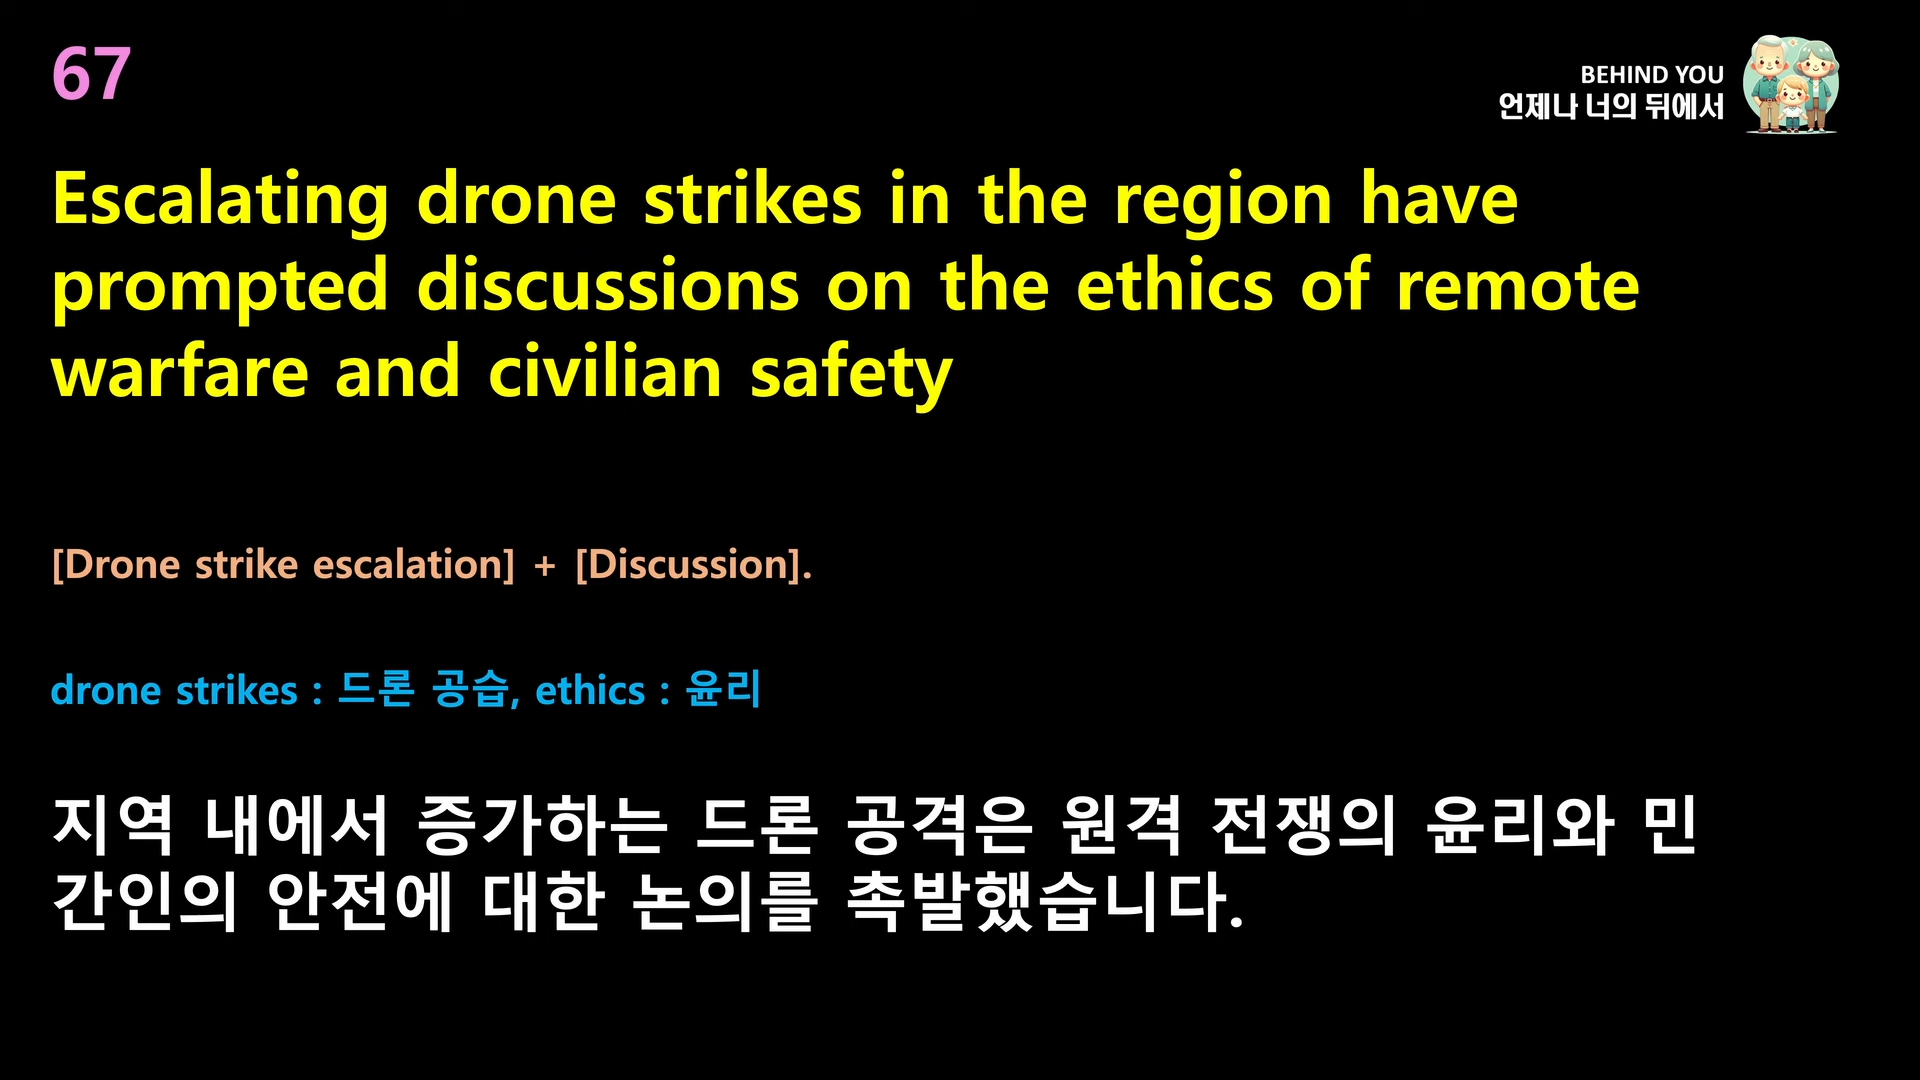 67
BEHIND YOU
언제나 너의 뒤에서
Escalating drone strikes in the region have
prompted discussions on the ethics of remote
warfare and civilian safety
[Drone strike escalation] + [Discussion].
drone strikes : 드론 공습, ethics : 윤리
지역 내에서 증가하는 드론 공격은 원격 전쟁의 윤리와 민
간인의 안전에 대한 논의를 촉발했습니다.